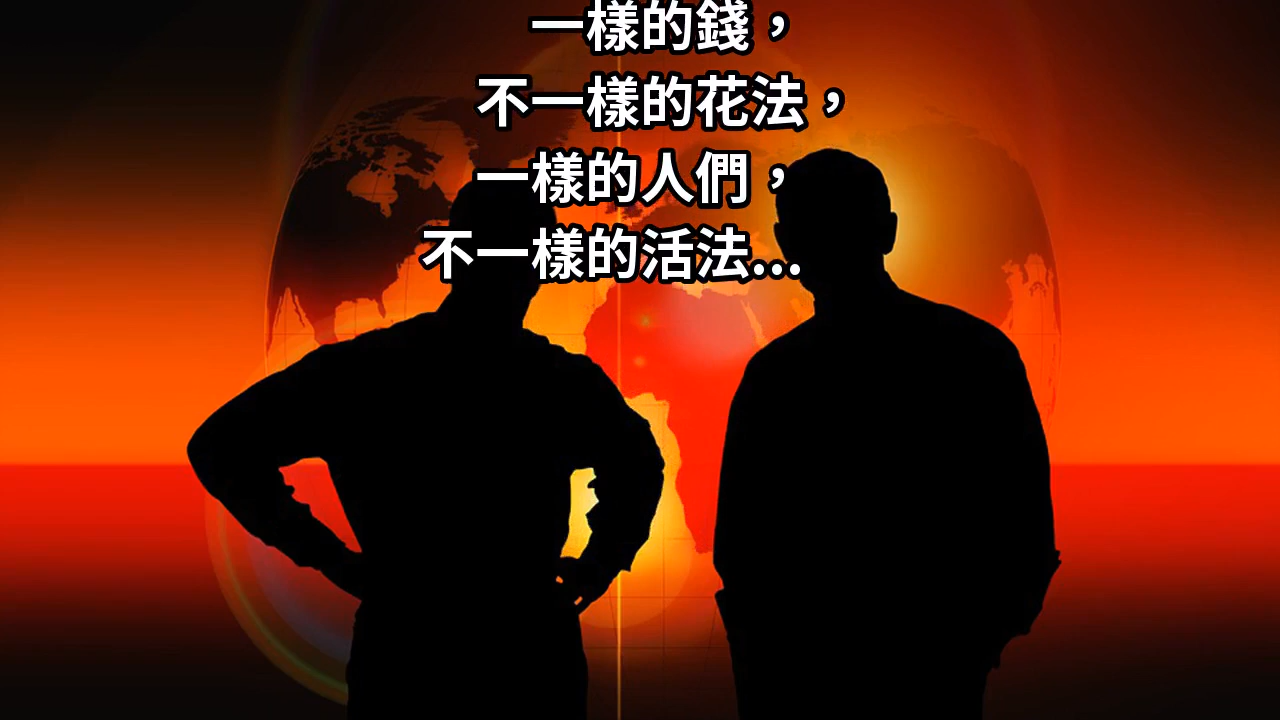 一樣的錢，
不一樣的花法，
一樣的人們，
不一樣的活法...